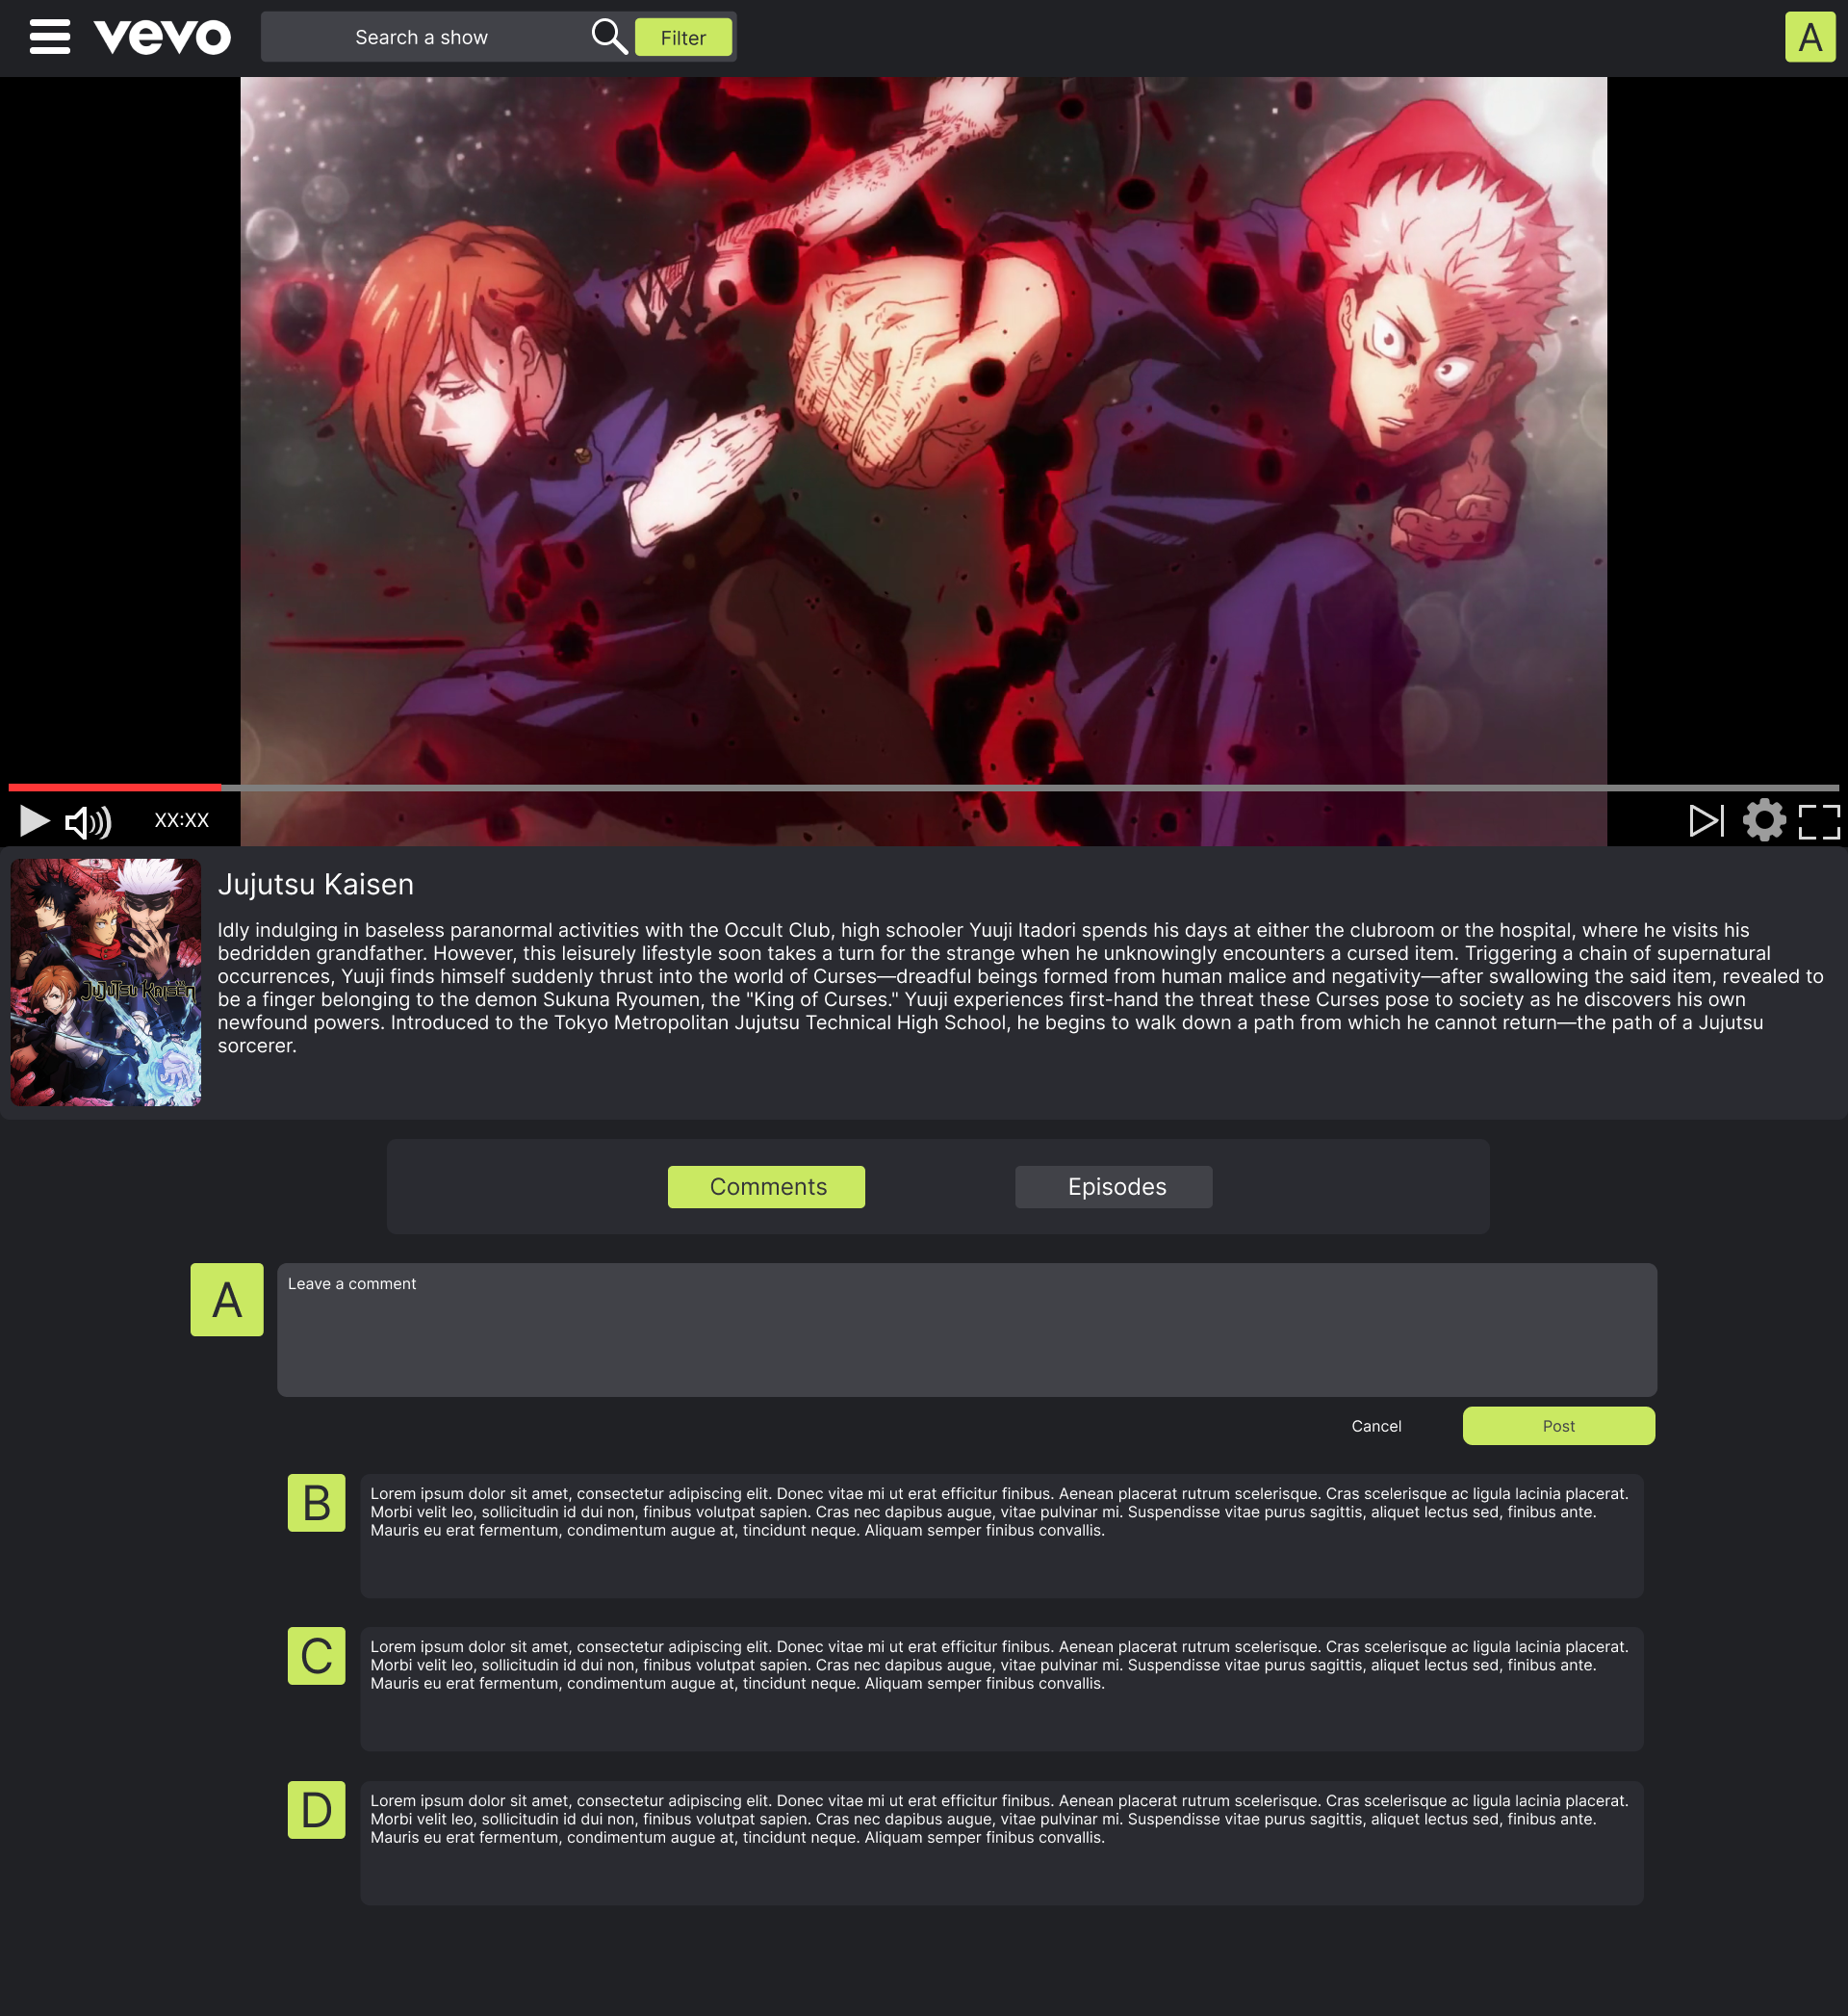 vevo
Search a show
Filter
A
XX:XX
Jujutsu Kaisen
Idly indulging in baseless paranormal activities with the Occult Club, high schooler Yuuji Itadori spends his days at either the clubroom or the hospital, where he visits his
bedridden grandfather. However, this leisurely lifestyle soon takes a turn for the strange when he unknowingly encounters a cursed item. Triggering a chain of supernatural
occurrences, Yuuji finds himself suddenly thrust into the world of Curses—dreadful beings formed from human malice and negativity—after swallowing the said item, revealed to
be a finger belonging to the demon Sukuna Ryoumen, the "King of Curses." Yuuji experiences first-hand the threat these Curses pose to society as he discovers his own
newfound powers. Introduced to the Tokyo Metropolitan Jujutsu Technical High School, he begins to walk down a path from which he cannot return—the path of a Jujutsu
sorcerer.
JUJUTSU KAISEN
Comments
Episodes
A
Leave a comment
Cancel
Post
B
Lorem ipsum dolor sit amet, consectetur adipiscing elit. Donec vitae mi ut erat efficitur finibus. Aenean placerat rutrum scelerisque. Cras scelerisque ac ligula lacinia placerat.
Morbi velit leo, sollicitudin id dui non, finibus volutpat sapien. Cras nec dapibus augue, vitae pulvinar mi. Suspendisse vitae purus sagittis, aliquet lectus sed, finibus ante.
Mauris eu erat fermentum, condimentum augue at, tincidunt neque. Aliquam semper finibus convallis.
C
Lorem ipsum dolor sit amet, consectetur adipiscing elit. Donec vitae mi ut erat efficitur finibus. Aenean placerat rutrum scelerisque. Cras scelerisque ac ligula lacinia placerat.
Morbi velit leo, sollicitudin id dui non, finibus volutpat sapien. Cras nec dapibus augue, vitae pulvinar mi. Suspendisse vitae purus sagittis, aliquet lectus sed, finibus ante.
Mauris eu erat fermentum, condimentum augue at, tincidunt neque. Aliquam semper finibus convallis.
D
Lorem ipsum dolor sit amet, consectetur adipiscing elit. Donec vitae mi ut erat efficitur finibus. Aenean placerat rutrum scelerisque. Cras scelerisque ac ligula lacinia placerat.
Morbi velit leo, sollicitudin id dui non, finibus volutpat sapien. Cras nec dapibus augue, vitae pulvinar mi. Suspendisse vitae purus sagittis, aliquet lectus sed, finibus ante.
Mauris eu erat fermentum, condimentum augue at, tincidunt neque. Aliquam semper finibus convallis.